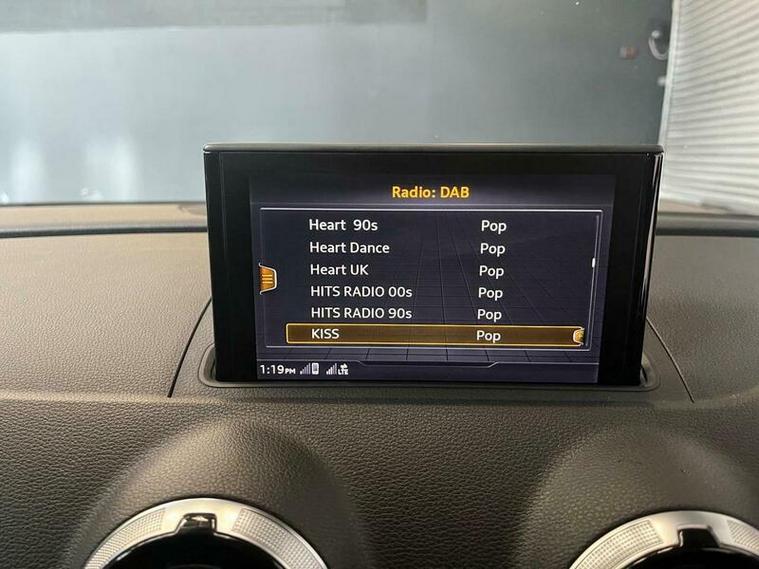 Radio: DAB
Heart 90s Pop
Heart Dance Pop
Heart UK Pop
HITS RADIO 00s Pop
HITS RADIO 90s Pop
KISS Pop
1:19PM LTE